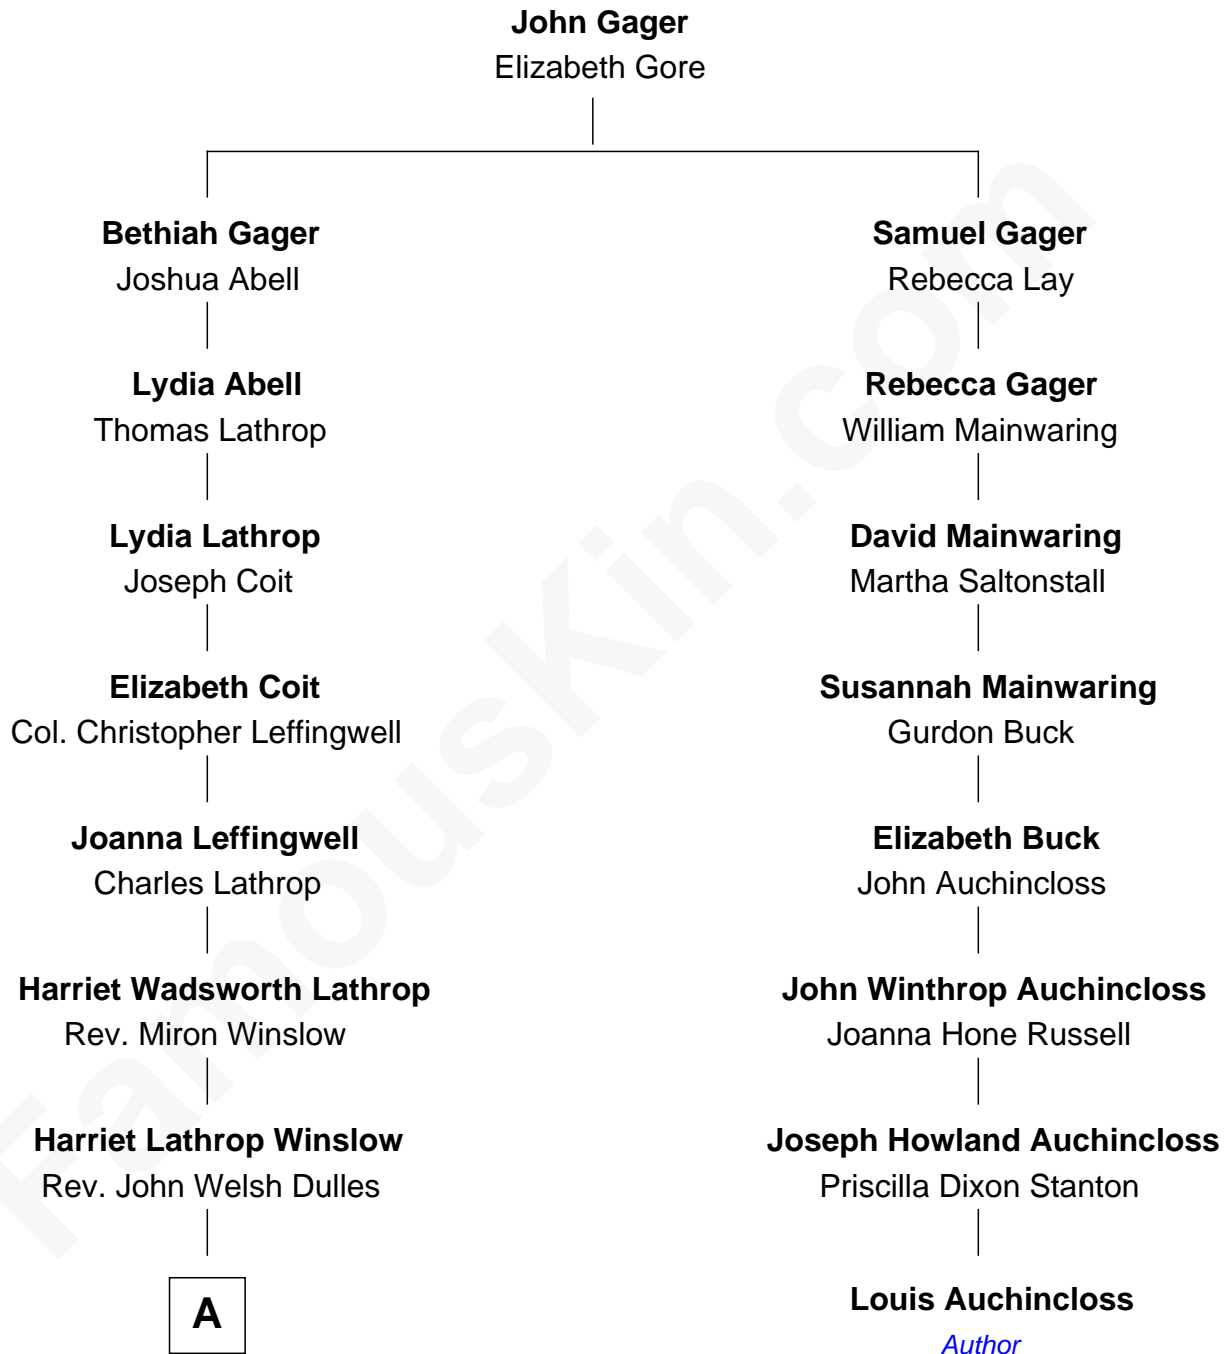 John Gager
Elizabeth Gore
Bethiah Gager
Joshua Abell
Lydia Abell
Thomas Lathrop
Lydia Lathrop
Joseph Coit
Elizabeth Coit
Col. Christopher Leffingwell
Joanna Leffingwell
Charles Lathrop
Harriet Wadsworth Lathrop
Rev. Miron Winslow
Harriet Lathrop Winslow
Rev. John Welsh Dulles
A
Samuel Gager
Rebecca Lay
Rebecca Gager
William Mainwaring
David Mainwaring
Martha Saltonstall
Susannah Mainwaring
Gurdon Buck
Elizabeth Buck
John Auchincloss
John Winthrop Auchincloss
Joanna Hone Russell
Joseph Howland Auchincloss
Priscilla Dixon Stanton
Louis Auchincloss
Author
FamousKin.com